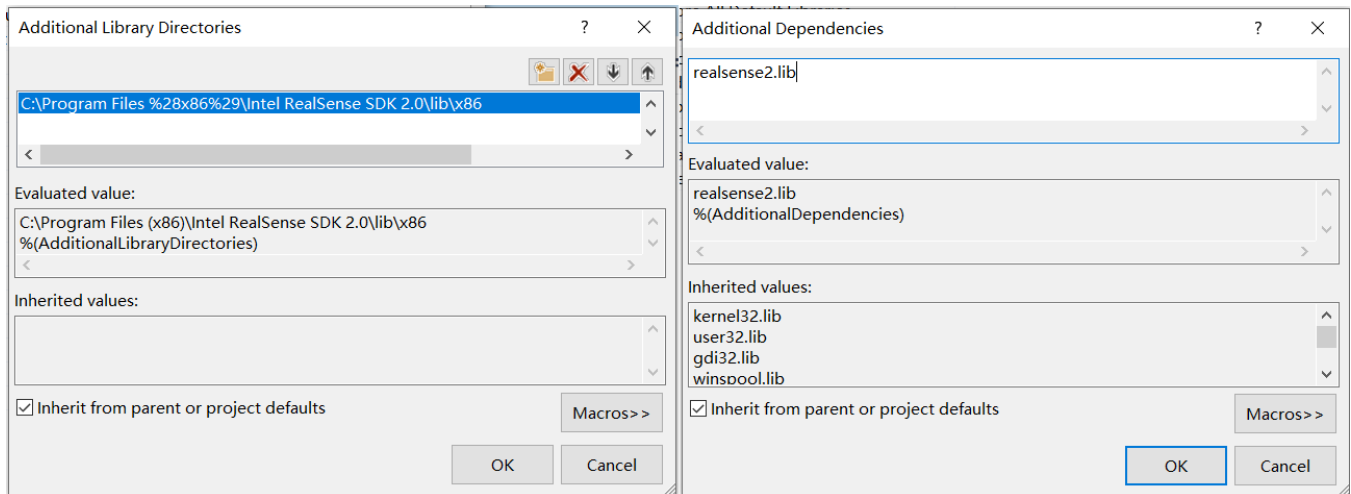 Additional Library Directories
C:\Program Files %28x86%29\Intel RealSense SDK 2.0\lib\x86
Evaluated value:
C:\Program Files (x86)\Intel RealSense SDK 2.0\lib\x86
%(AdditionalLibraryDirectories)
Inherited values:
Inherit from parent or project defaults
Macros>>
OK
Cancel
Additional Dependencies
realsense2.lib
Evaluated value:
realsense2.lib
%(AdditionalDependencies)
Inherited values:
kernel32.lib
user32.lib
gdi32.lib
winspool.lib
Inherit from parent or project defaults
Macros>>
OK
Cancel